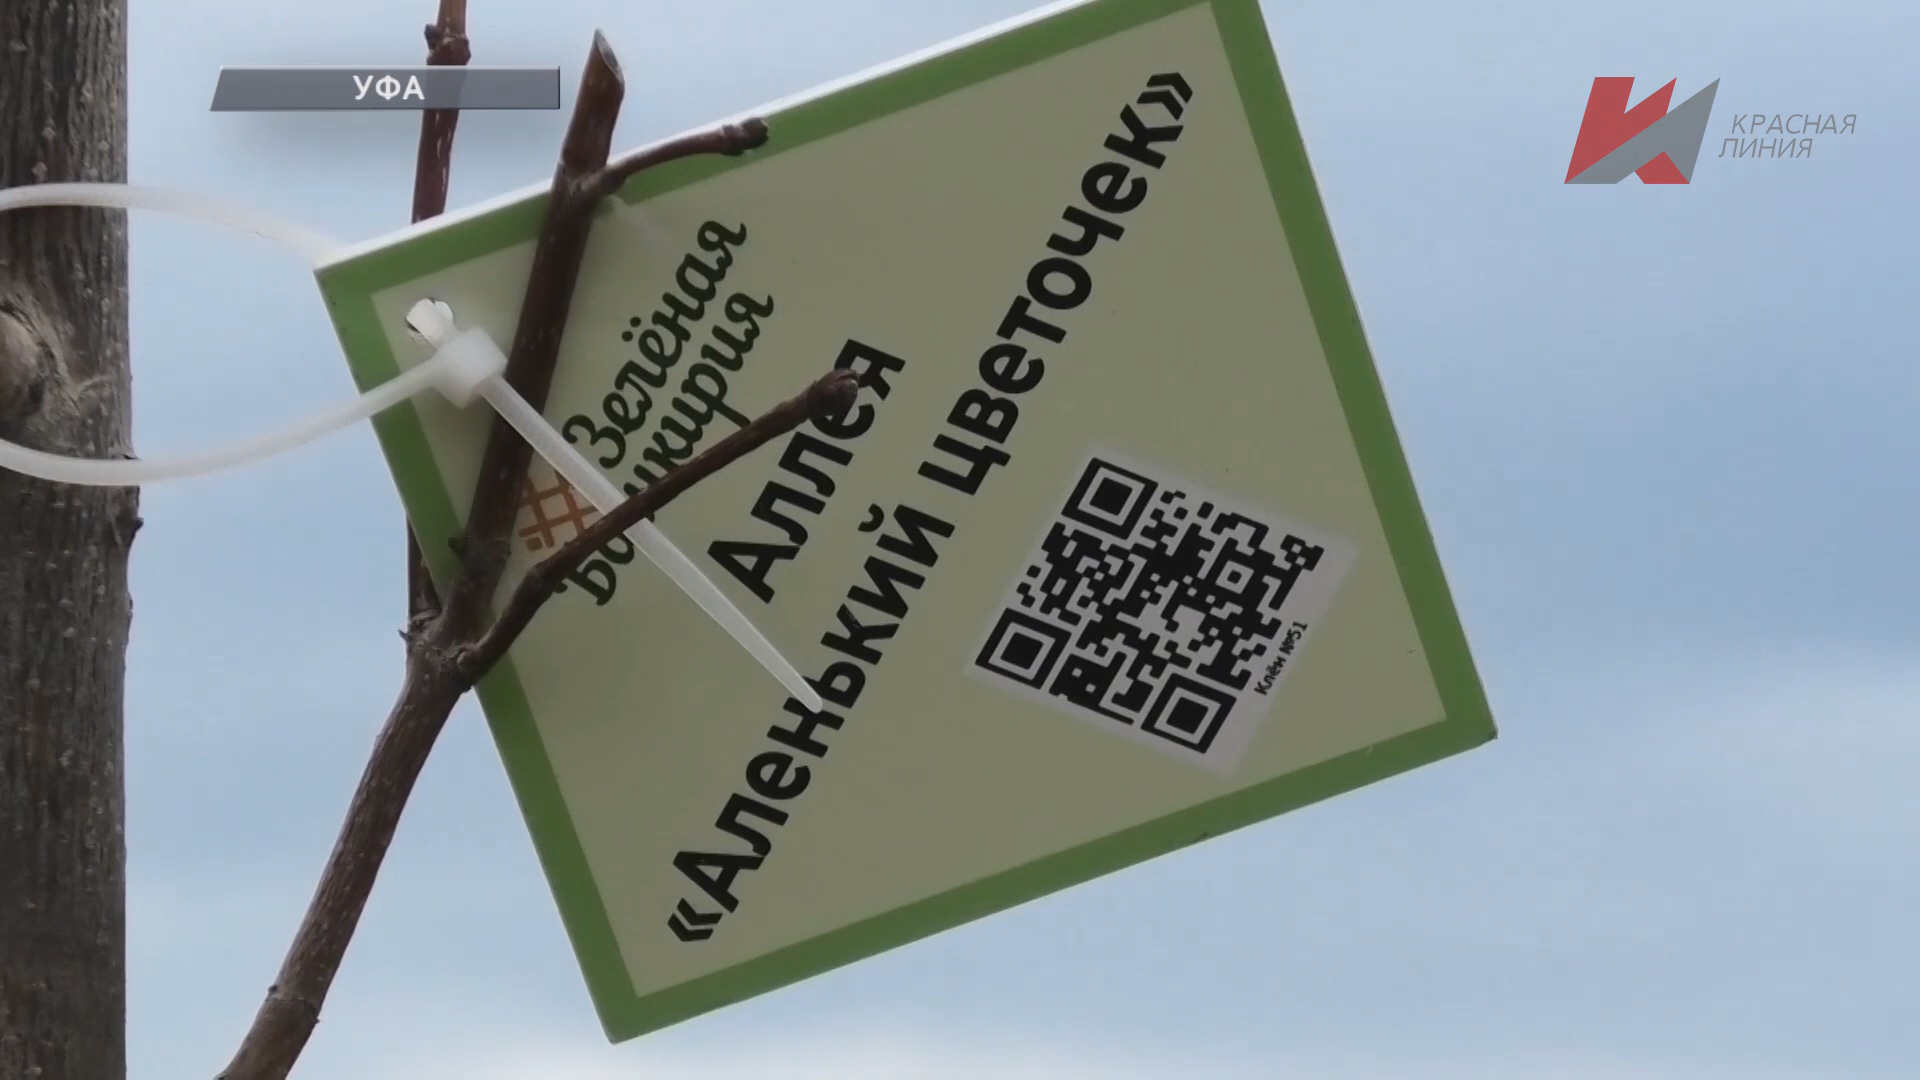 УФА
КРАСНАЯ
ЛИНИЯ
Зелёная
Башкирия
Аллея
«Аленький цветочек»
Клён №51